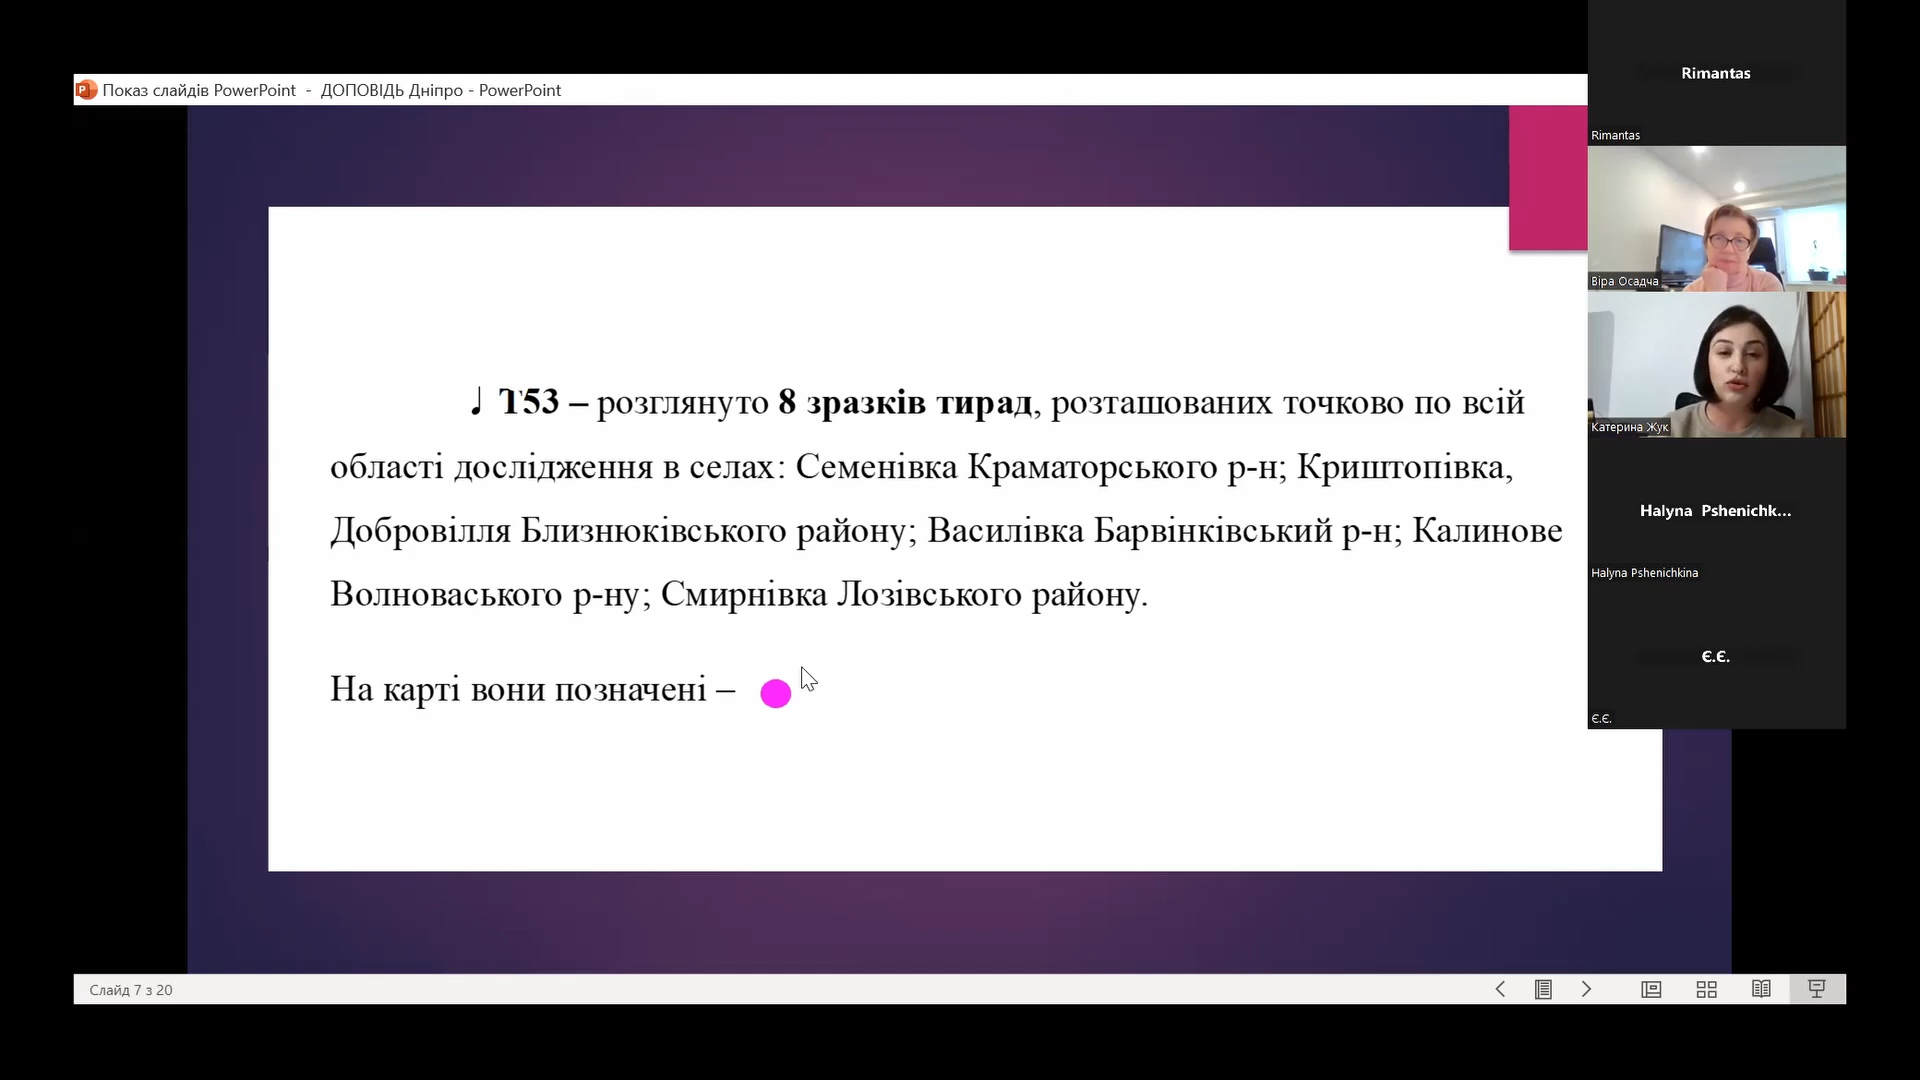 Показ слайдів PowerPoint - ДОПОВІДЬ Дніпро - PowerPoint
♩ Т53 – розглянуто 8 зразків тирад, розташованих точково по всій
області дослідження в селах: Семенівка Краматорського р-н; Криштопівка,
Добровілля Близнюківського району; Василівка Барвінківський р-н; Калинове
Волноваського р-ну; Смирнівка Лозівського району.
На карті вони позначені –
Слайд 7 з 20
Rimantas
Rimantas
Віра Осадча
Катерина Жук
Halyna Pshenichk...
Halyna Pshenichkina
Є.Є.
Є.Є.